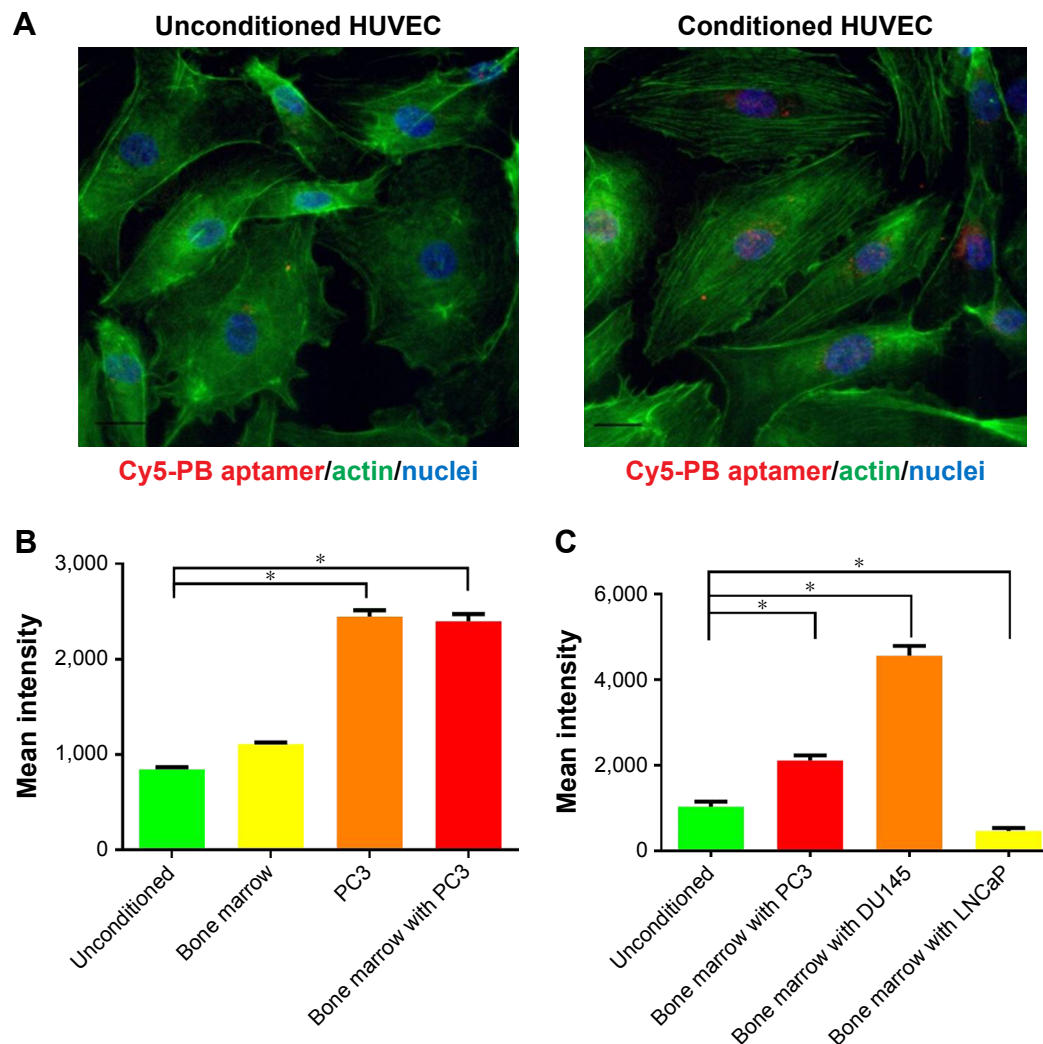 A
Unconditioned HUVEC
Conditioned HUVEC
Cy5-PB aptamer/actin/nuclei
Cy5-PB aptamer/actin/nuclei
B
Mean intensity
3,000
2,000
1,000
0
*
*
Unconditioned
Bone marrow
PC3
Bone marrow with PC3
C
Mean intensity
6,000
4,000
2,000
0
*
*
*
Unconditioned
Bone marrow with PC3
Bone marrow with DU145
Bone marrow with LNCaP